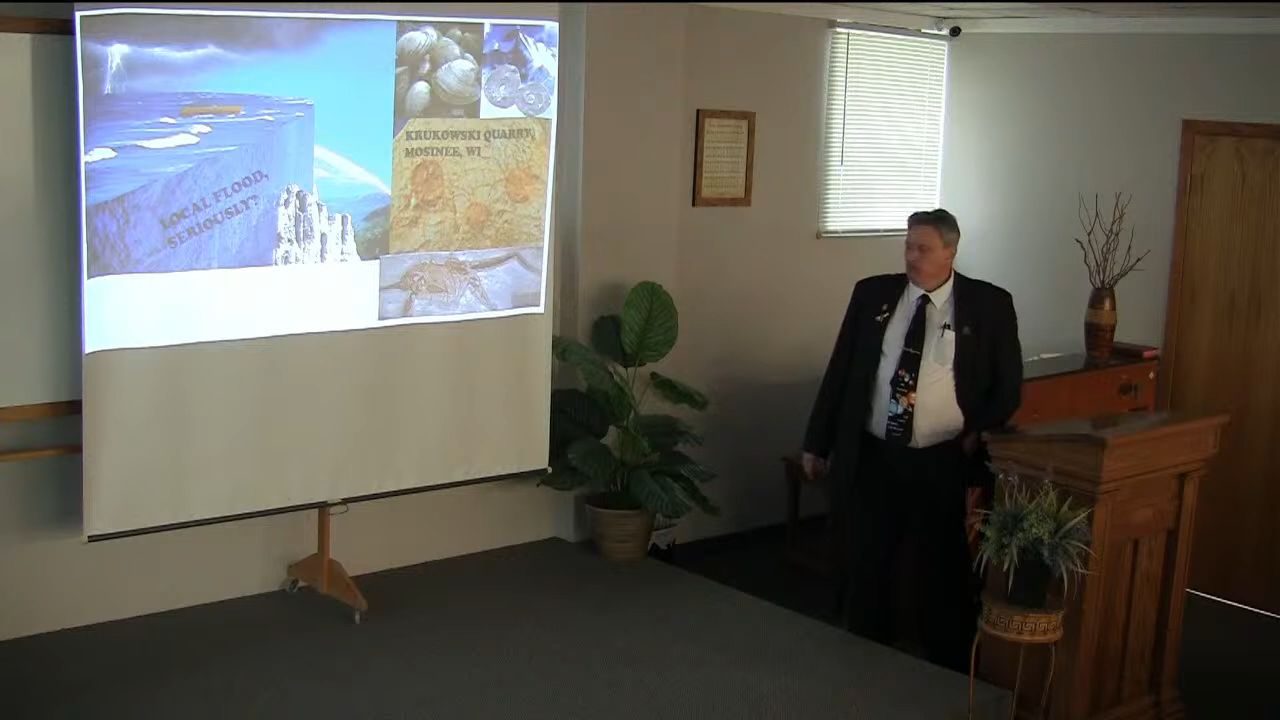 LOCAL FLOOD,
SERIOUSLY?
KRUKOWSKI QUARRY,
MOSINEE, WI